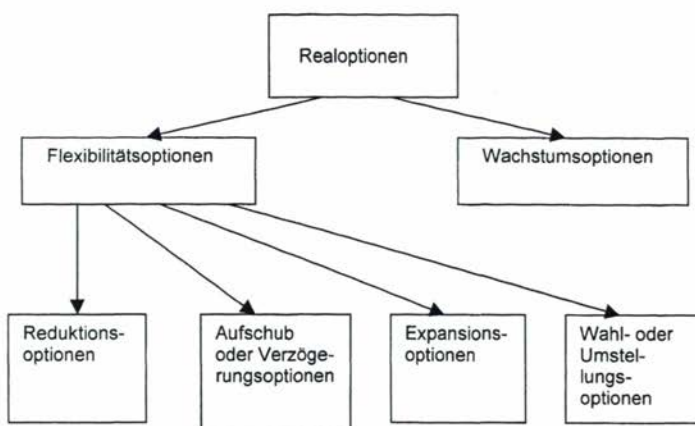 Realoptionen
Flexibilitätsoptionen
Wachstumsoptionen
Reduktions-
optionen
Aufschub
oder Verzöge-
rungsoptionen
Expansions-
optionen
Wahl- oder
Umstel-
lungs-
optionen